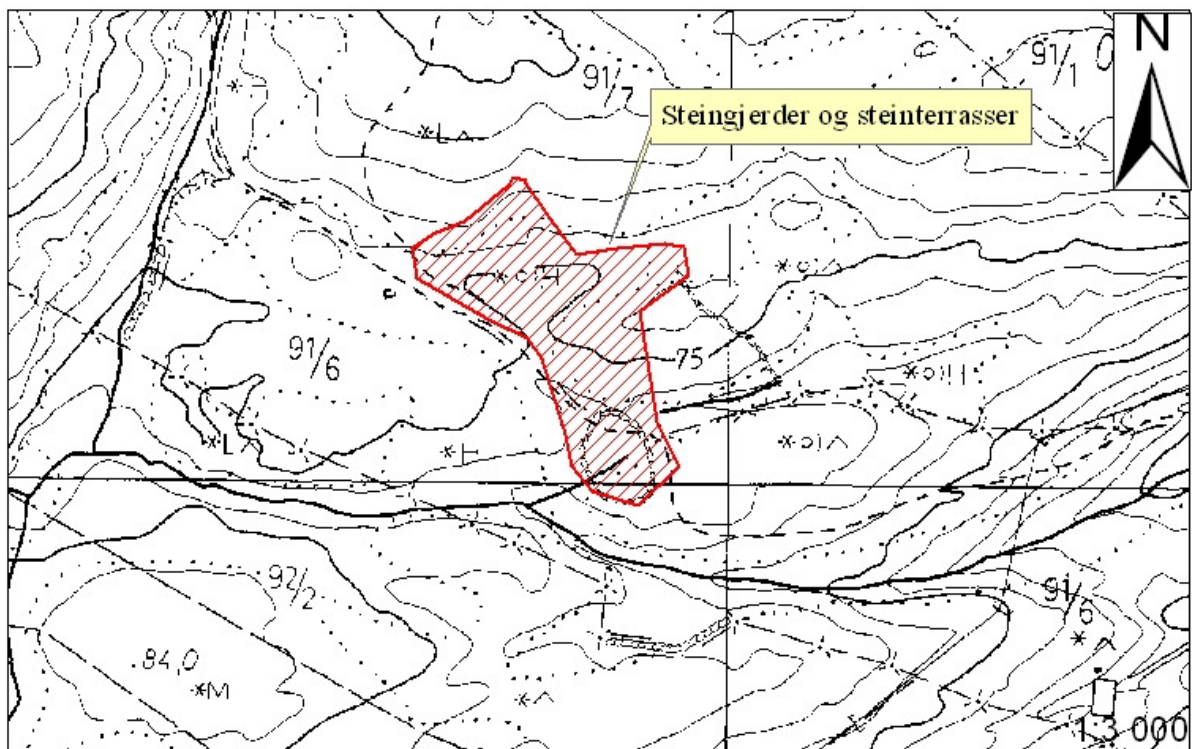 N
91/7
91/1
Steingjerder og steinterrasser
91/6
75
92/2
91/6
84,0
*M
1:3 000